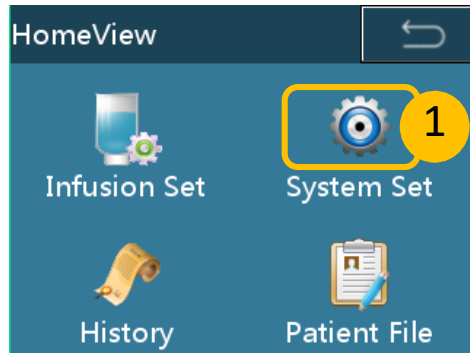 HomeView
1
Infusion Set
System Set
History
Patient File